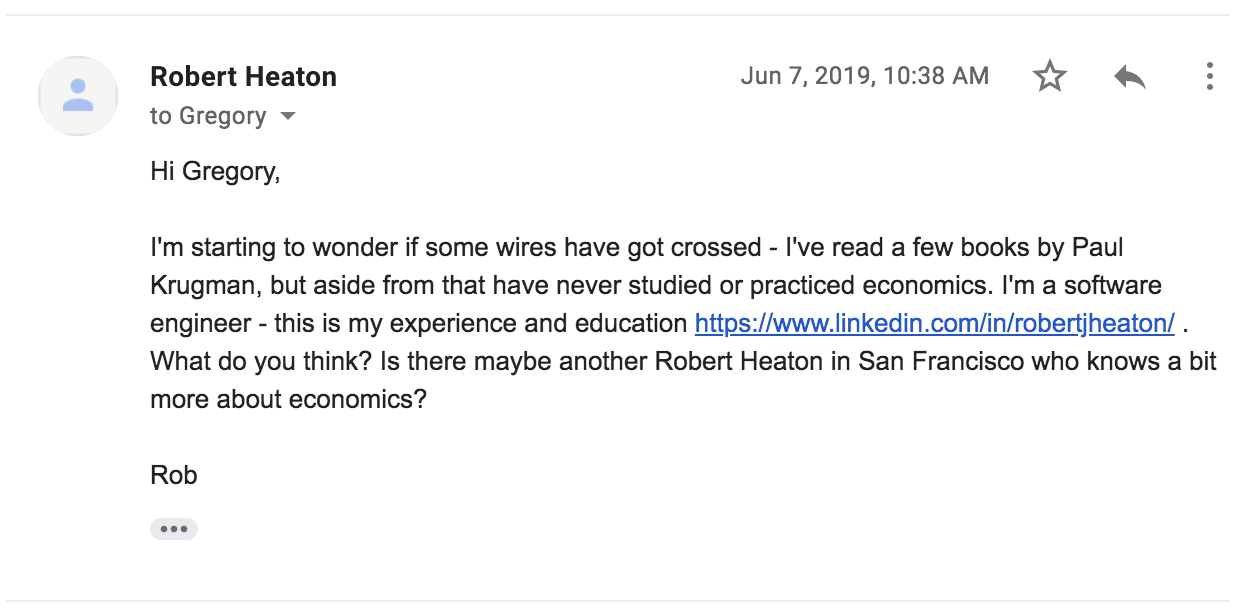 Robert Heaton
Jun 7, 2019, 10:38 AM
to Gregory
Hi Gregory,
I'm starting to wonder if some wires have got crossed - I've read a few books by Paul
Krugman, but aside from that have never studied or practiced economics. I'm a software
engineer - this is my experience and education https://www.linkedin.com/in/robertjheaton/ .
What do you think? Is there maybe another Robert Heaton in San Francisco who knows a bit
more about economics?
Rob